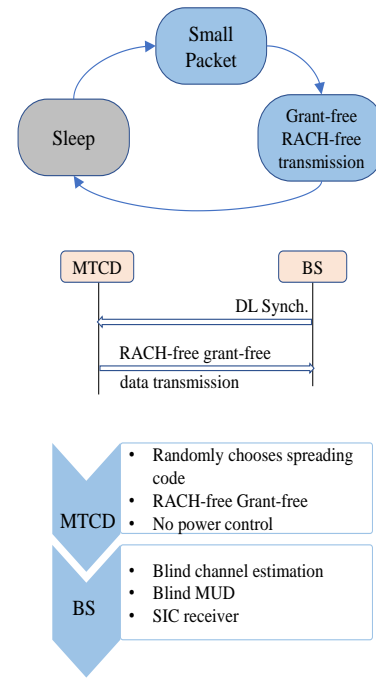 Small
Packet
Sleep
Grant-free
RACH-free
transmission
MTCD
BS
DL Synch.
RACH-free grant-free
data transmission
MTCD
• Randomly chooses spreading
code
• RACH-free Grant-free
• No power control
BS
• Blind channel estimation
• Blind MUD
• SIC receiver